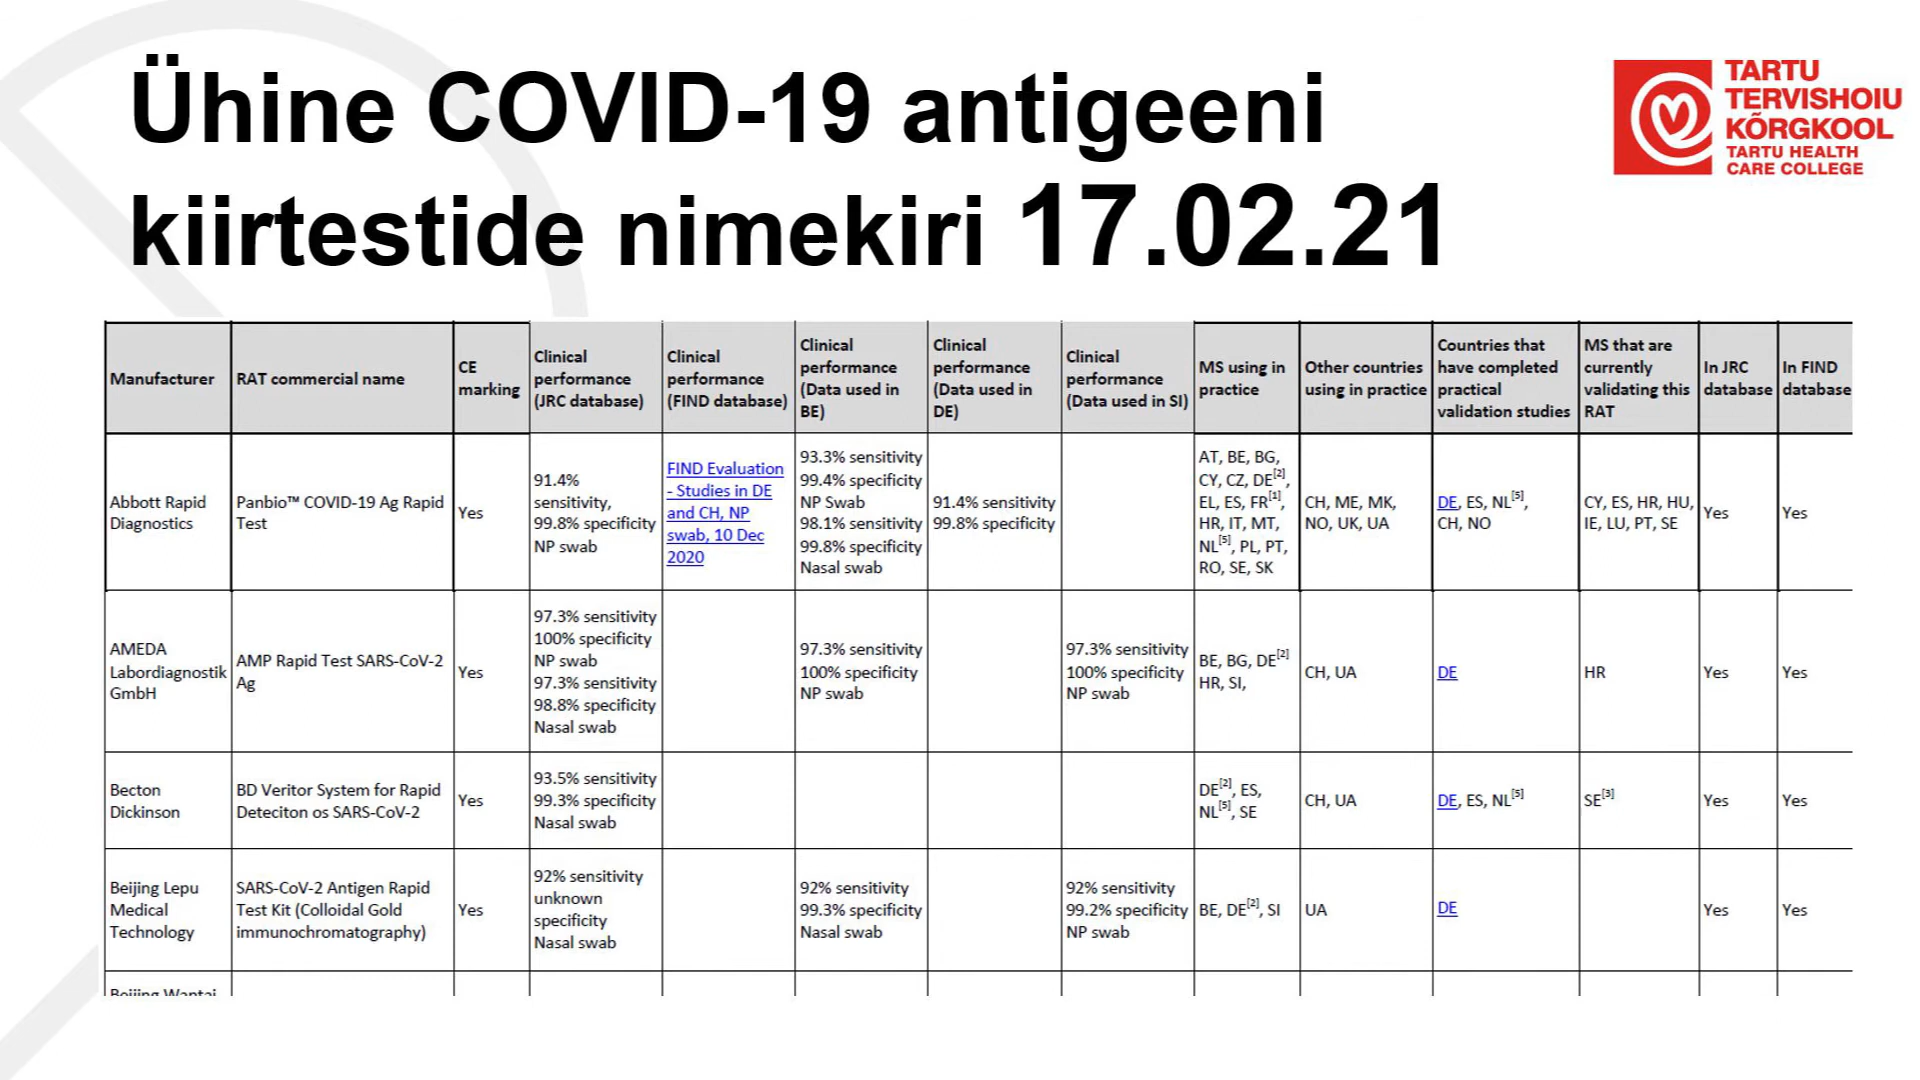 Ühine COVID-19 antigeeni
kiirtestide nimekiri 17.02.21
TARTU
TERVISHOIU
KÕRGKOOL
TARTU HEALTH
CARE COLLEGE
Manufacturer
RAT commercial name
CE
marking
Clinical
performance
(JRC database)
Clinical
performance
(FIND database)
Clinical
performance
(Data used in
BE)
Clinical
performance
(Data used in
DE)
Clinical
performance
(Data used in SI)
MS using in
practice
Other countries
using in practice
Countries that
have completed
practical
validation studies
MS that are
currently
validating this
RAT
In JRC
database
In FIND
database
Abbott Rapid
Diagnostics
Panbio™ COVID-19 Ag Rapid
Test
Yes
91.4%
sensitivity,
99.8% specificity
NP swab
FIND Evaluation
- Studies in DE
and CH, NP
swab, 10 Dec
2020
93.3% sensitivity
99.4% specificity
NP Swab
98.1% sensitivity
99.8% specificity
Nasal swab
91.4% sensitivity
99.8% specificity
AT, BE, BG,
CY, CZ, DE[2],
EL, ES, FR[1],
HR, IT, MT,
NL[5], PL, PT,
RO, SE, SK
CH, ME, MK,
NO, UK, UA
DE, ES, NL[5],
CH, NO
CY, ES, HR, HU,
IE, LU, PT, SE
Yes
Yes
AMEDA
Labordiagnostik
GmbH
AMP Rapid Test SARS-CoV-2
Ag
Yes
97.3% sensitivity
100% specificity
NP swab
97.3% sensitivity
98.8% specificity
Nasal swab
97.3% sensitivity
100% specificity
NP swab
97.3% sensitivity
100% specificity
NP swab
BE, BG, DE[2]
HR, SI,
CH, UA
DE
HR
Yes
Yes
Becton
Dickinson
BD Veritor System for Rapid
Deteciton os SARS-CoV-2
Yes
93.5% sensitivity
99.3% specificity
Nasal swab
DE[2], ES,
NL[5], SE
CH, UA
DE, ES, NL[5]
SE[3]
Yes
Yes
Beijing Lepu
Medical
Technology
SARS-CoV-2 Antigen Rapid
Test Kit (Colloidal Gold
immunochromatography)
Yes
92% sensitivity
unknown
specificity
Nasal swab
92% sensitivity
99.3% specificity
Nasal swab
92% sensitivity
99.2% specificity
NP swab
BE, DE[2], SI
UA
DE
Yes
Yes
Beijing Wantai